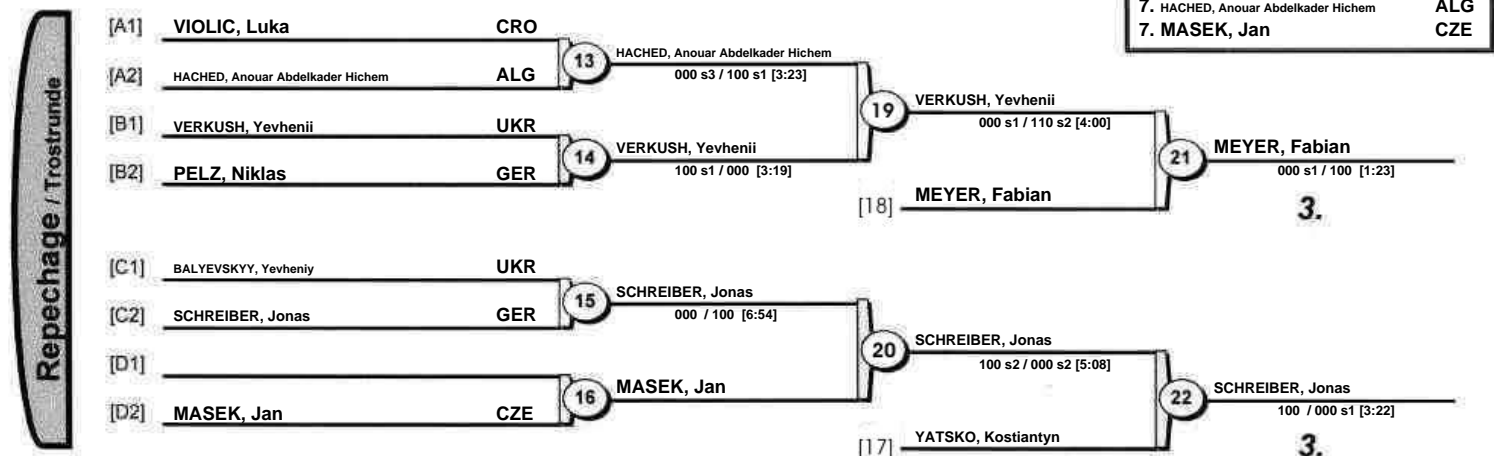 7. HACHED, Anouar Abdelkader Hichem ALG
7. MASEK, Jan CZE
Repechage / Trostrunde
[A1] VIOLIC, Luka CRO
13
HACHED, Anouar Abdelkader Hichem
000 s3 / 100 s1 [3:23]
[A2] HACHED, Anouar Abdelkader Hichem ALG
19
VERKUSH, Yevhenii
000 s1 / 110 s2 [4:00]
[B1] VERKUSH, Yevhenii UKR
14
VERKUSH, Yevhenii
100 s1 / 000 [3:19]
[B2] PELZ, Niklas GER
21
MEYER, Fabian
000 s1 / 100 [1:23]
[18] MEYER, Fabian
3.
[C1] BALYEVSKYY, Yevheniy UKR
15
SCHREIBER, Jonas
000 / 100 [6:54]
[C2] SCHREIBER, Jonas GER
20
SCHREIBER, Jonas
100 s2 / 000 s2 [5:08]
[D1]
16
MASEK, Jan
[D2] MASEK, Jan CZE
22
SCHREIBER, Jonas
100 / 000 s1 [3:22]
[17] YATSKO, Kostiantyn
3.